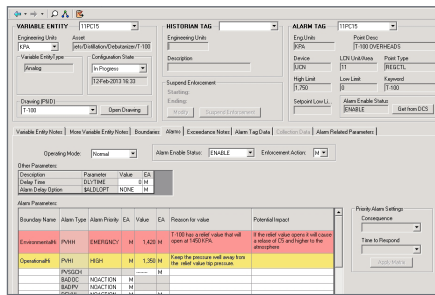 VARIABLE ENTITY 11PC15
HISTORIAN TAG
ALARM TAG 11PC15
Engineering Units Asset
KPA jets/Distillation/Debutanizer/T-100
Variable EntityType
Analog
Configuration State
In Progress
12-Feb-2013 16:33
Drawing (PMD)
T-100
Open Drawing
Engineering Units
Description
Suspend Enforcement
Starting:
Ending:
Modify Suspend Enforcement
Eng.Units Point Desc
KPA T-100 OVERHEADS
Device LCN Unit/Area Point Type
UCN 11 REGCTL
High Limit Low Limit Keyword
1.750 0 T-100
Setpoint Low Li...
Alarm Enable Status
ENABLE
Get from DCS
Variable Entity Notes More Variable Entity Notes Boundaries Alarms Exceedance Notes Alarm Tag Data Collection Data Alarm Related Parameters
Operating Mode: Normal
Alarm Enable Status: ENABLE
Enforcement Action: M
Other Parameters:
Description Parameter Value EA
Delay Time DLYTIME 0 M
Alarm Delay Option $ALDLOPT NONE M
Alarm Parameters:
Boundary Name Alarm Type Alarm Priority EA Value EA Reason for value Potential Impact
EnvironmentalHi PVHH EMERGNCY M 1.420 M T-100 has a relief value that will open at 1450 KPA. If the relief value opens it will cause a relase of C5 and higher to the atmosphere
OperationalHi PVHI HIGH M 1.350 M Keep the pressure well away from the relief value trip pressure.
PVSGCH ------ M
BADOC NOACTION M
BADPV NOACTION M
NOACTION M
Priority Alarm Settings
Consequence
Time to Respond
Apply Matrix